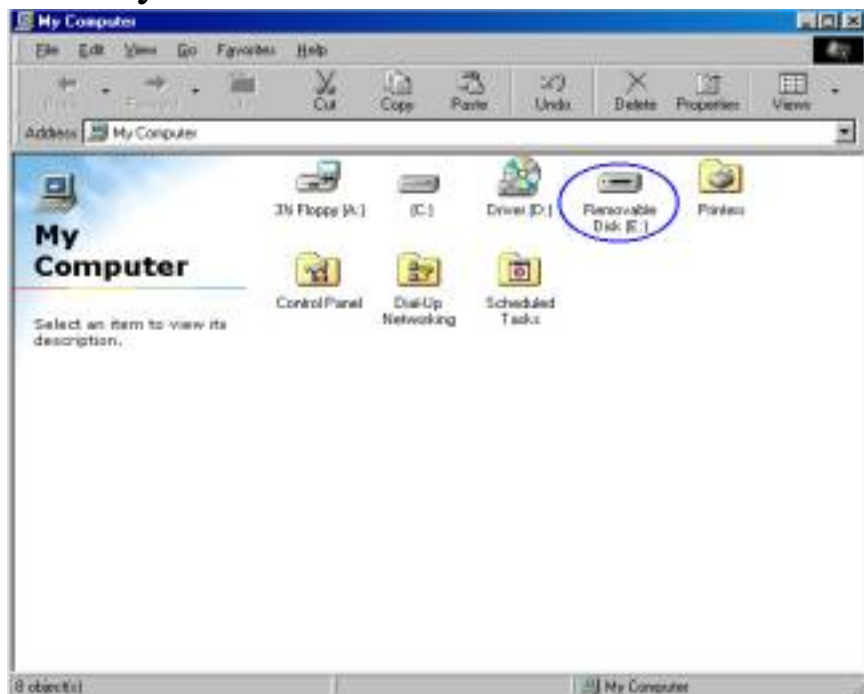 My Computer
File Edit View Go Favorites Help
Cut Copy Paste Undo Delete Properties Views
Address My Computer
3½ Floppy (A:) (C:) Driver (D:) Removable Disk (E:) Printers
My
Computer
Control Panel Dial-Up Networking Scheduled Tasks
Select an item to view its
description.
8 object(s) My Computer